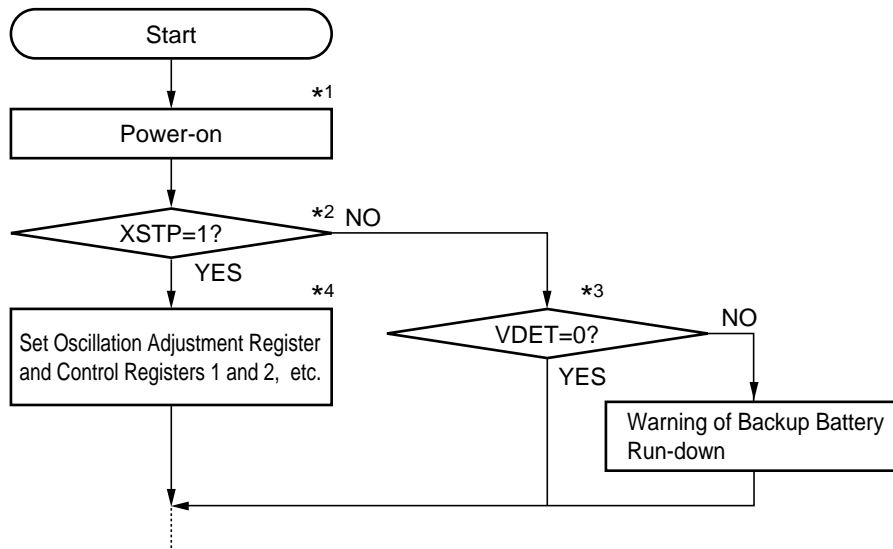 Start
*1
Power-on
*2
NO
XSTP=1?
YES
*4
Set Oscillation Adjustment Register
and Control Registers 1 and 2, etc.
*3
VDET=0?
NO
YES
Warning of Backup Battery
Run-down